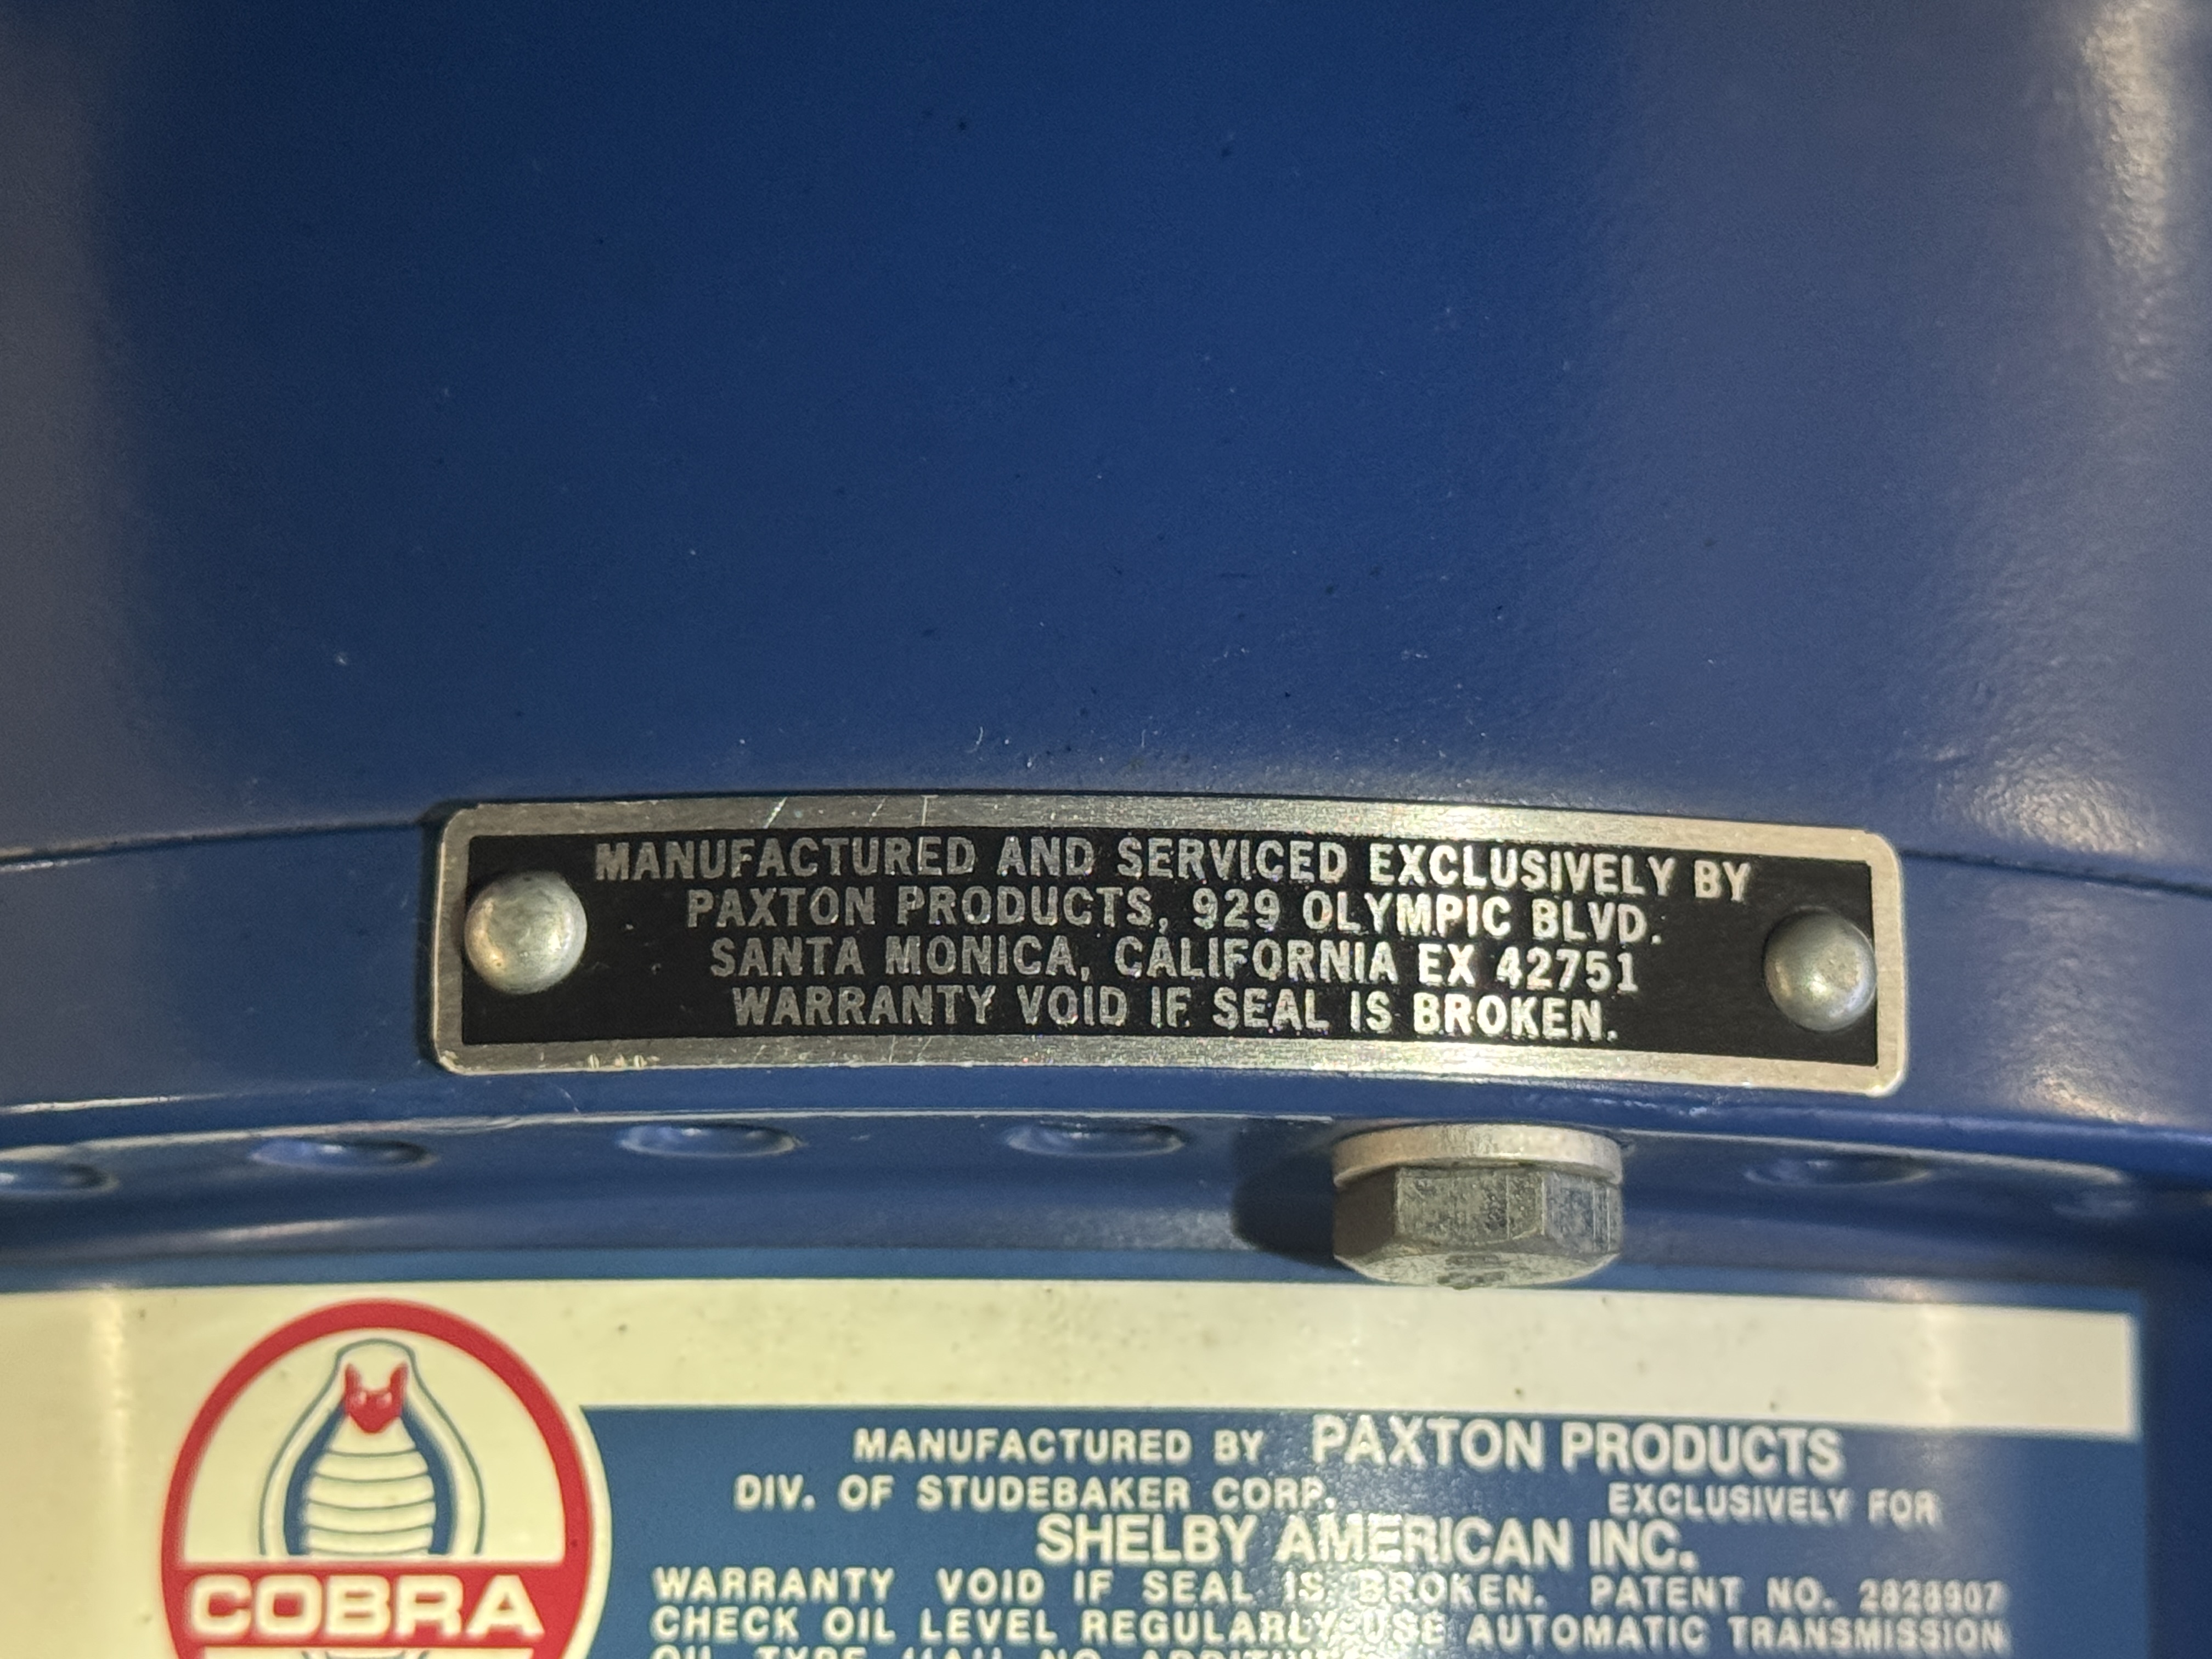 MANUFACTURED AND SERVICED EXCLUSIVELY BY
PAXTON PRODUCTS, 929 OLYMPIC BLVD.
SANTA MONICA, CALIFORNIA EX 42751
WARRANTY VOID IF SEAL IS BROKEN.
COBRA
MANUFACTURED BY PAXTON PRODUCTS
DIV. OF STUDEBAKER CORP. EXCLUSIVELY FOR
SHELBY AMERICAN INC.
WARRANTY VOID IF SEAL IS BROKEN. PATENT NO. 2828907
CHECK OIL LEVEL REGULARLY USE AUTOMATIC TRANSMISSION